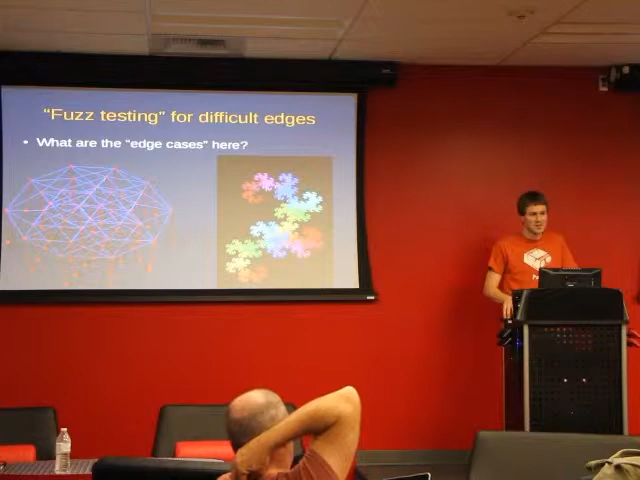 "Fuzz testing" for difficult edges
• What are the "edge cases" here?